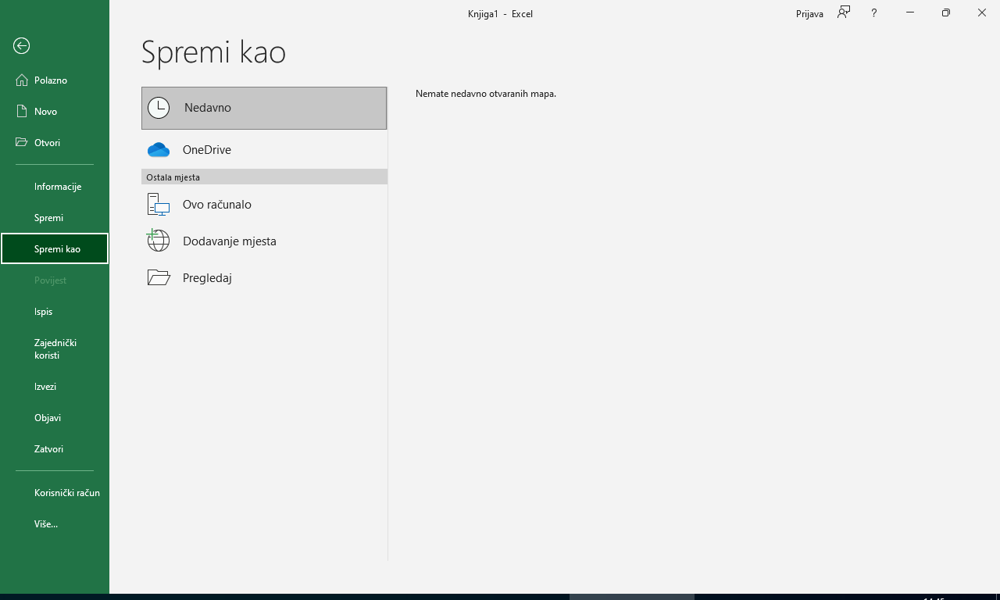 Knjiga1 - Excel
Prijava
?
Spremi kao
Polazno
Novo
Otvori
Informacije
Spremi
Spremi kao
Povijest
Ispis
Zajednički
koristi
Izvezi
Objavi
Zatvori
Korisnički račun
Više...
Nedavno
OneDrive
Ostala mjesta
Ovo računalo
Dodavanje mjesta
Pregledaj
Nemate nedavno otvaranih mapa.